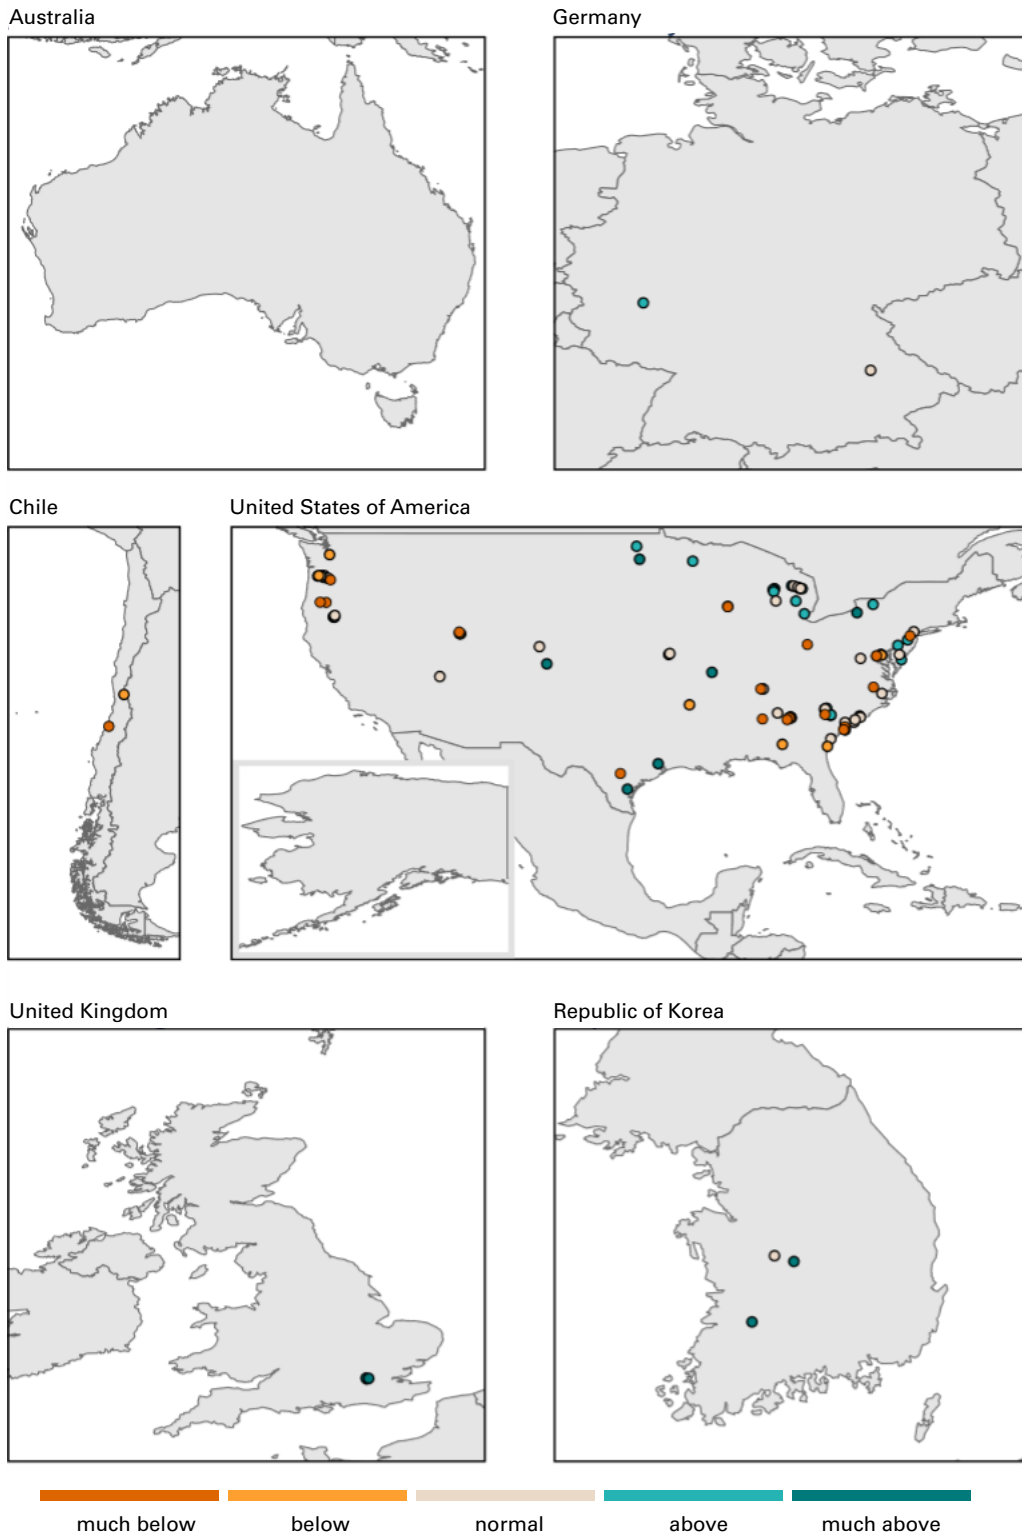 Australia
Germany
Chile
United States of America
United Kingdom
Republic of Korea
much below
below
normal
above
much above